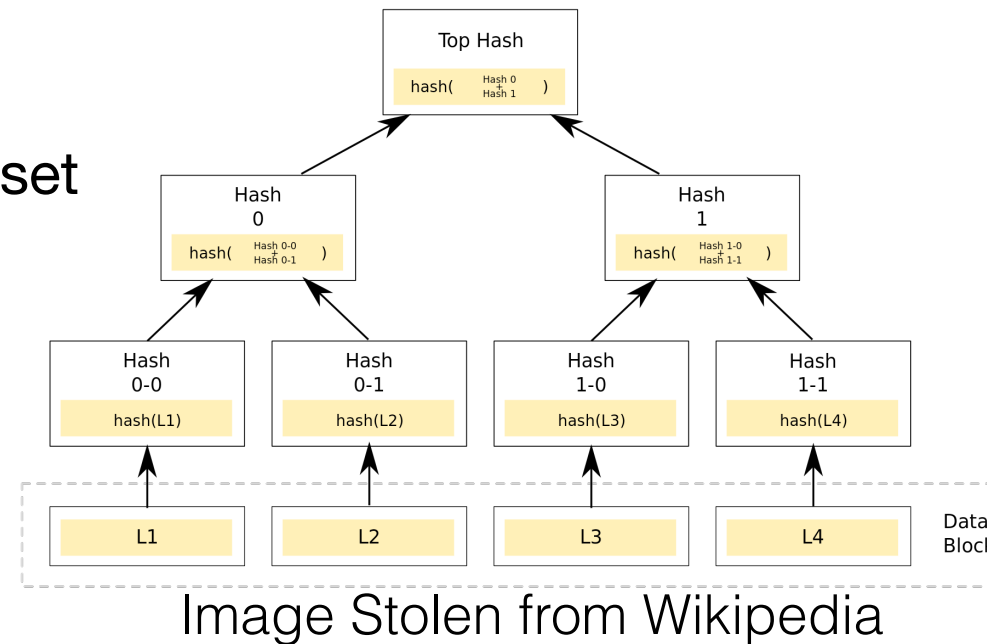 Top Hash
hash( Hash 0 + Hash 1 )
set
Hash
0
hash( Hash 0-0 + Hash 0-1 )
Hash
1
hash( Hash 1-0 + Hash 1-1 )
Hash
0-0
hash(L1)
Hash
0-1
hash(L2)
Hash
1-0
hash(L3)
Hash
1-1
hash(L4)
L1
L2
L3
L4
Data
Bloc
Image Stolen from Wikipedia